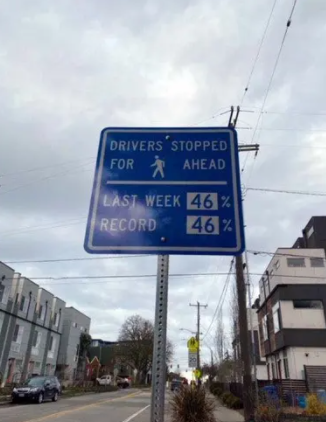 DRIVERS STOPPED
FOR AHEAD
LAST WEEK 46%
RECORD 46%